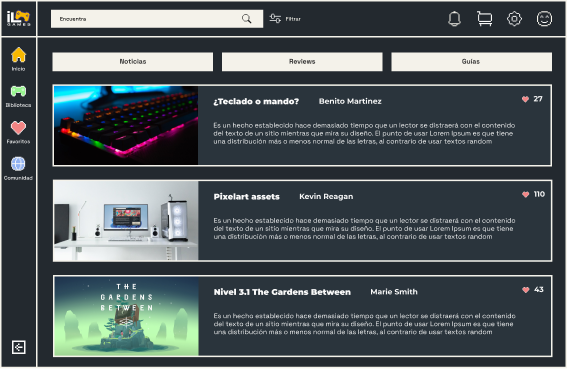 iL
GAMES
Encuentra
Filtrar
Inicio
Biblioteca
Favoritos
Comunidad
Noticias
Reviews
Guías
¿Teclado o mando? Benito Martinez 27
Es un hecho establecido hace demasiado tiempo que un lector se distraerá con el contenido
del texto de un sitio mientras que mira su diseño. El punto de usar Lorem Ipsum es que tiene
una distribución más o menos normal de las letras, al contrario de usar textos random
Pixelart assets Kevin Reagan 110
Es un hecho establecido hace demasiado tiempo que un lector se distraerá con el contenido
del texto de un sitio mientras que mira su diseño. El punto de usar Lorem Ipsum es que tiene
una distribución más o menos normal de las letras, al contrario de usar textos random
THE
GARDENS
BETWEEN
Nivel 3.1 The Gardens Between Marie Smith 43
Es un hecho establecido hace demasiado tiempo que un lector se distraerá con el contenido
del texto de un sitio mientras que mira su diseño. El punto de usar Lorem Ipsum es que tiene
una distribución más o menos normal de las letras, al contrario de usar textos random